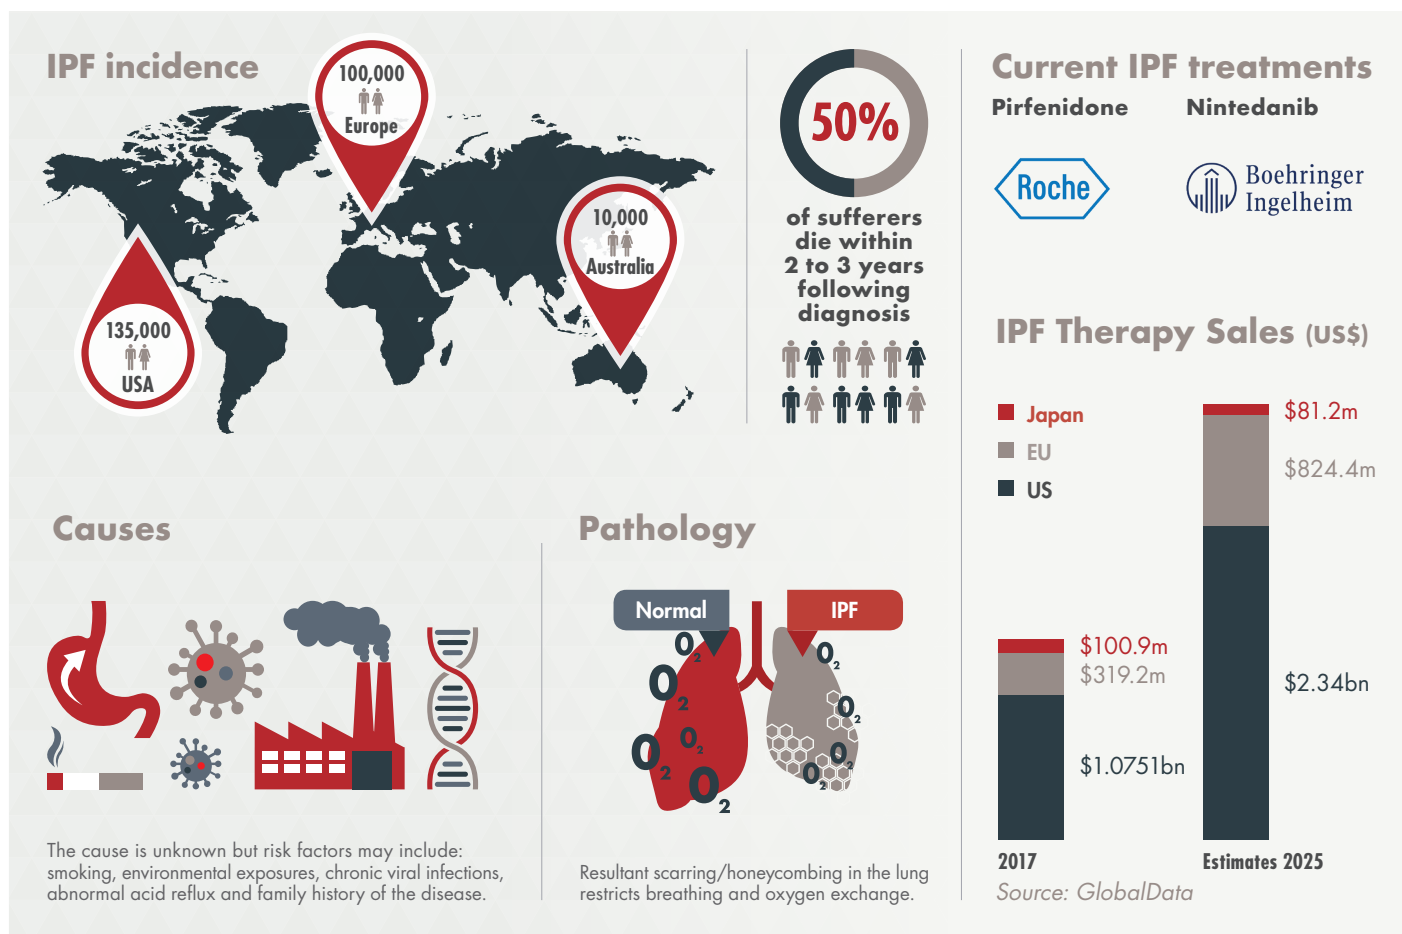 IPF incidence
100,000
Europe
10,000
Australia
135,000
USA
50%
of sufferers
die within
2 to 3 years
following
diagnosis
Current IPF treatments
Pirfenidone
Nintedanib
Roche
Boehringer
Ingelheim
IPF Therapy Sales (US$)
Japan
EU
US
$81.2m
$824.4m
$2.34bn
$100.9m
$319.2m
$1.0751bn
2017
Estimates 2025
Source: GlobalData
Causes
The cause is unknown but risk factors may include:
smoking, environmental exposures, chronic viral infections,
abnormal acid reflux and family history of the disease.
Pathology
Normal
IPF
O2
O2
O2
O2
O2
O2
O2
O2
O2
Resultant scarring/honeycombing in the lung
restricts breathing and oxygen exchange.